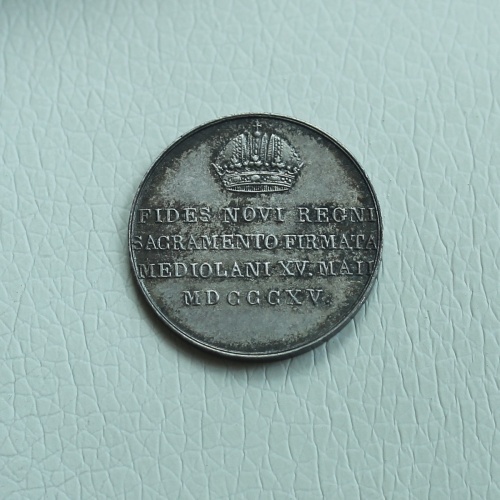 FIDES NOVI REGNI
SACRAMENTO FIRMATA
MEDIOLANI XV. MAII
MDCCCXV.